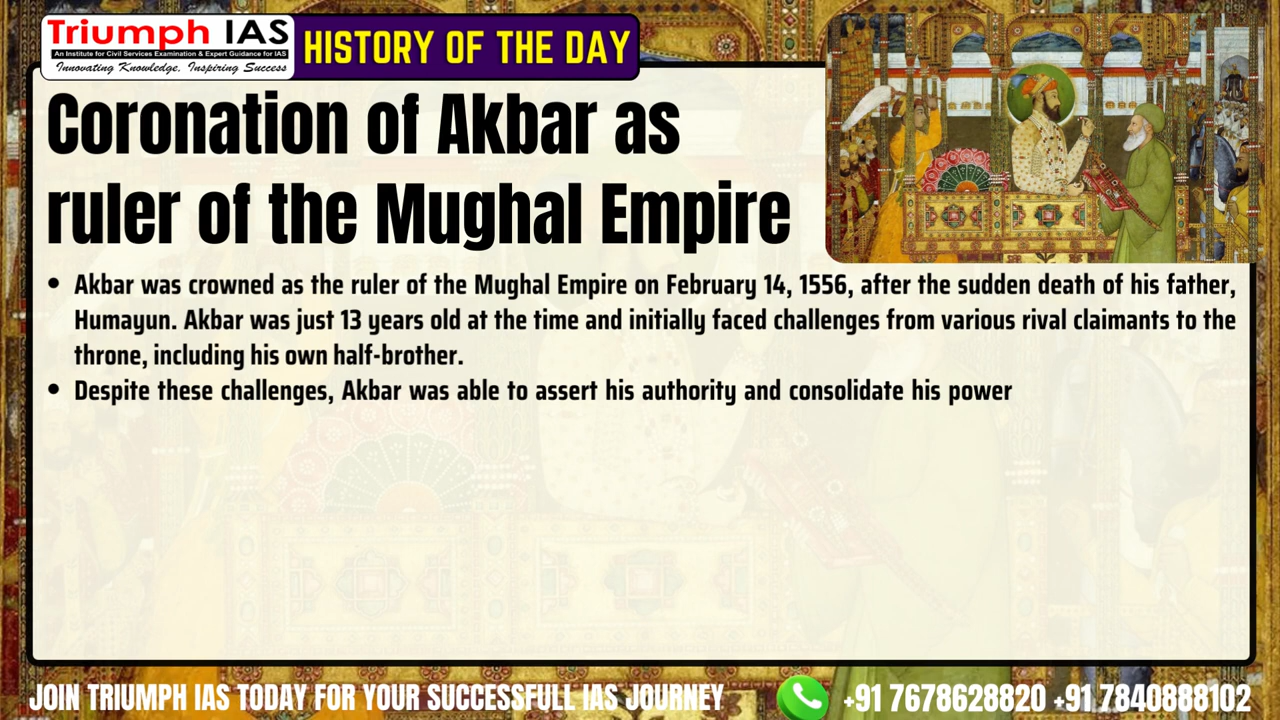 Triumph IAS
An Institute for Civil Services Examination & Expert Guidance for IAS
Innovating Knowledge, Inspiring Success
HISTORY OF THE DAY
Coronation of Akbar as
ruler of the Mughal Empire
• Akbar was crowned as the ruler of the Mughal Empire on February 14, 1556, after the sudden death of his father,
Humayun. Akbar was just 13 years old at the time and initially faced challenges from various rival claimants to the
throne, including his own half-brother.
• Despite these challenges, Akbar was able to assert his authority and consolidate his power
JOIN TRIUMPH IAS TODAY FOR YOUR SUCCESSFULL IAS JOURNEY
+91 7678628820 +91 7840888102